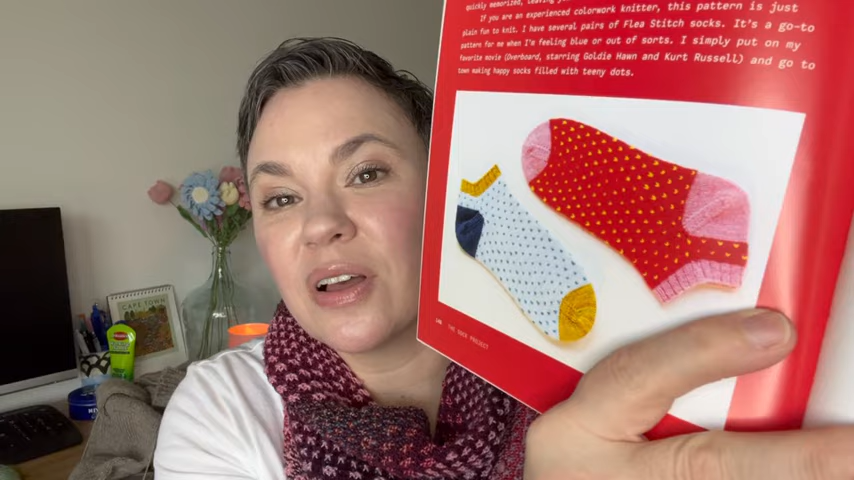 quickly memorized, leaving
If you are an experienced colorwork knitter, this pattern is just
plain fun to knit. I have several pairs of Flea Stitch socks. It's a go-to
pattern for me when I'm feeling blue or out of sorts. I simply put on my
favorite movie (Overboard, starring Goldie Hawn and Kurt Russell) and go to
town making happy socks filled with teeny dots.
THE SOCK PROJECT
CAPE TOWN